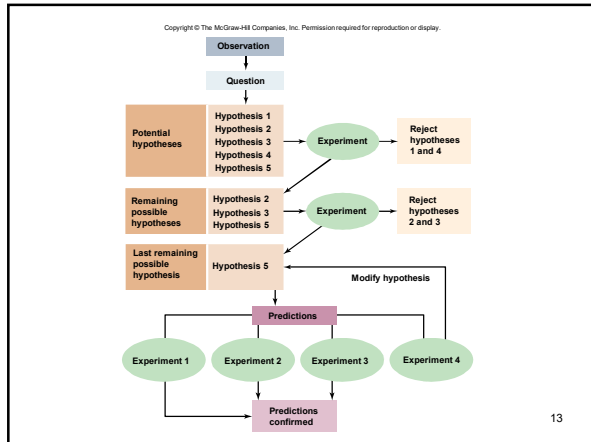 Copyright © The McGraw-Hill Companies, Inc. Permission required for reproduction or display.
Observation
Question
Potential
hypotheses
Hypothesis 1
Hypothesis 2
Hypothesis 3
Hypothesis 4
Hypothesis 5
Experiment
Reject
hypotheses
1 and 4
Remaining
possible
hypotheses
Hypothesis 2
Hypothesis 3
Hypothesis 5
Experiment
Reject
hypotheses
2 and 3
Last remaining
possible
hypothesis
Hypothesis 5
Modify hypothesis
Predictions
Experiment 1
Experiment 2
Experiment 3
Experiment 4
Predictions
confirmed
13